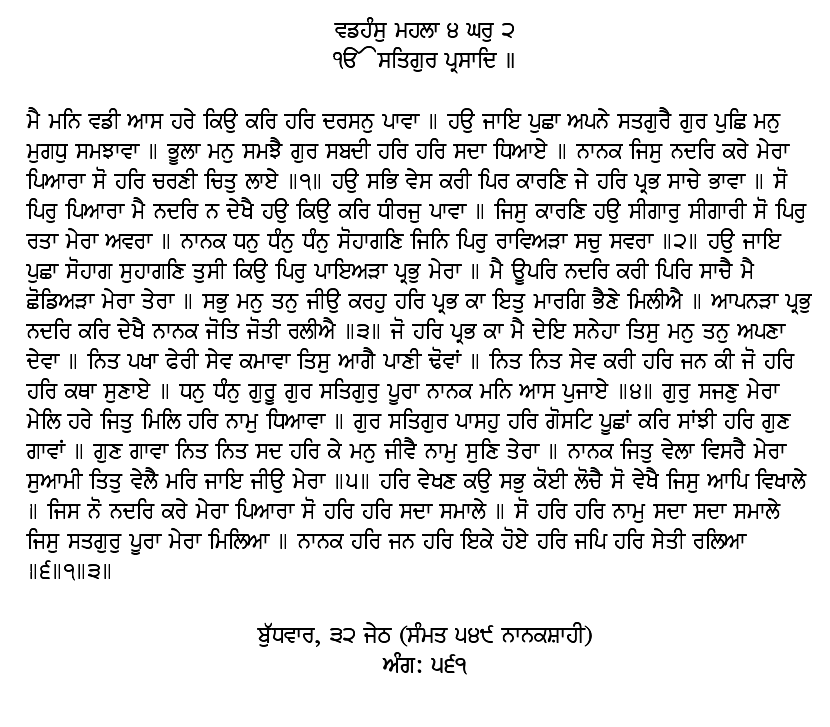 ਵਡਹੰਸੁ ਮਹਲਾ ੪ ਘਰੁ ੨
ੴ ਸਤਿਗੁਰ ਪ੍ਰਸਾਦਿ ॥
ਮੈ ਮਨਿ ਵਡੀ ਆਸ ਹਰੇ ਕਿਉ ਕਰਿ ਹਰਿ ਦਰਸਨੁ ਪਾਵਾ ॥ ਹਉ ਜਾਇ ਪੁਛਾ ਅਪਨੇ ਸਤਗੁਰੈ ਗੁਰ ਪੁਛਿ ਮਨੁ
ਮੁਗਧੁ ਸਮਝਾਵਾ ॥ ਭੂਲਾ ਮਨੁ ਸਮਝੈ ਗੁਰ ਸਬਦੀ ਹਰਿ ਹਰਿ ਸਦਾ ਧਿਆਏ ॥ ਨਾਨਕ ਜਿਸੁ ਨਦਰਿ ਕਰੇ ਮੇਰਾ
ਪਿਆਰਾ ਸੋ ਹਰਿ ਚਰਣੀ ਚਿਤੁ ਲਾਏ ॥੧॥ ਹਉ ਸਭਿ ਵੇਸ ਕਰੀ ਪਿਰ ਕਾਰਣਿ ਜੇ ਹਰਿ ਪ੍ਰਭ ਸਾਚੇ ਭਾਵਾ ॥ ਸੋ
ਪਿਰੁ ਪਿਆਰਾ ਮੈ ਨਦਰਿ ਨ ਦੇਖੈ ਹਉ ਕਿਉ ਕਰਿ ਧੀਰਜੁ ਪਾਵਾ ॥ ਜਿਸੁ ਕਾਰਣਿ ਹਉ ਸੀਗਾਰੁ ਸੀਗਾਰੀ ਸੋ ਪਿਰੁ
ਰਤਾ ਮੇਰਾ ਅਵਰਾ ॥ ਨਾਨਕ ਧਨੁ ਧੰਨੁ ਧੰਨੁ ਸੋਹਾਗਣਿ ਜਿਨਿ ਪਿਰੁ ਰਾਵਿਅੜਾ ਸਚੁ ਸਵਰਾ ॥੨॥ ਹਉ ਜਾਇ
ਪੁਛਾ ਸੋਹਾਗ ਸੁਹਾਗਣਿ ਤੁਸੀ ਕਿਉ ਪਿਰੁ ਪਾਇਅੜਾ ਪ੍ਰਭੁ ਮੇਰਾ ॥ ਮੈ ਊਪਰਿ ਨਦਰਿ ਕਰੀ ਪਿਰਿ ਸਾਚੈ ਮੈ
ਛੋਡਿਅੜਾ ਮੇਰਾ ਤੇਰਾ ॥ ਸਭੁ ਮਨੁ ਤਨੁ ਜੀਉ ਕਰਹੁ ਹਰਿ ਪ੍ਰਭ ਕਾ ਇਤੁ ਮਾਰਗਿ ਭੈਣੇ ਮਿਲੀਐ ॥ ਆਪਨੜਾ ਪ੍ਰਭੁ
ਨਦਰਿ ਕਰਿ ਦੇਖੈ ਨਾਨਕ ਜੋਤਿ ਜੋਤੀ ਰਲੀਐ ॥੩॥ ਜੋ ਹਰਿ ਪ੍ਰਭ ਕਾ ਮੈ ਦੇਇ ਸਨੇਹਾ ਤਿਸੁ ਮਨੁ ਤਨੁ ਅਪਣਾ
ਦੇਵਾ ॥ ਨਿਤ ਪਖਾ ਫੇਰੀ ਸੇਵ ਕਮਾਵਾ ਤਿਸੁ ਆਗੈ ਪਾਣੀ ਢੋਵਾਂ ॥ ਨਿਤ ਨਿਤ ਸੇਵ ਕਰੀ ਹਰਿ ਜਨ ਕੀ ਜੋ ਹਰਿ
ਹਰਿ ਕਥਾ ਸੁਣਾਏ ॥ ਧਨੁ ਧੰਨੁ ਗੁਰੂ ਗੁਰ ਸਤਿਗੁਰੁ ਪੂਰਾ ਨਾਨਕ ਮਨਿ ਆਸ ਪੁਜਾਏ ॥੪॥ ਗੁਰੁ ਸਜਣੁ ਮੇਰਾ
ਮੇਲਿ ਹਰੇ ਜਿਤੁ ਮਿਲਿ ਹਰਿ ਨਾਮੁ ਧਿਆਵਾ ॥ ਗੁਰ ਸਤਿਗੁਰ ਪਾਸਹੁ ਹਰਿ ਗੋਸਟਿ ਪੂਛਾਂ ਕਰਿ ਸਾਂਝੀ ਹਰਿ ਗੁਣ
ਗਾਵਾਂ ॥ ਗੁਣ ਗਾਵਾ ਨਿਤ ਨਿਤ ਸਦ ਹਰਿ ਕੇ ਮਨੁ ਜੀਵੈ ਨਾਮੁ ਸੁਣਿ ਤੇਰਾ ॥ ਨਾਨਕ ਜਿਤੁ ਵੇਲਾ ਵਿਸਰੈ ਮੇਰਾ
ਸੁਆਮੀ ਤਿਤੁ ਵੇਲੈ ਮਰਿ ਜਾਇ ਜੀਉ ਮੇਰਾ ॥੫॥ ਹਰਿ ਵੇਖਣ ਕਉ ਸਭੁ ਕੋਈ ਲੋਚੈ ਸੋ ਵੇਖੈ ਜਿਸੁ ਆਪਿ ਵਿਖਾਲੇ
॥ ਜਿਸ ਨੋ ਨਦਰਿ ਕਰੇ ਮੇਰਾ ਪਿਆਰਾ ਸੋ ਹਰਿ ਹਰਿ ਸਦਾ ਸਮਾਲੇ ॥ ਸੋ ਹਰਿ ਹਰਿ ਨਾਮੁ ਸਦਾ ਸਦਾ ਸਮਾਲੇ
ਜਿਸੁ ਸਤਗੁਰੁ ਪੂਰਾ ਮੇਰਾ ਮਿਲਿਆ ॥ ਨਾਨਕ ਹਰਿ ਜਨ ਹਰਿ ਇਕੇ ਹੋਏ ਹਰਿ ਜਪਿ ਹਰਿ ਸੇਤੀ ਰਲਿਆ
॥੬॥੧॥੩॥
ਬੁੱਧਵਾਰ, ੩੨ ਜੇਠ (ਸੰਮਤ ੫੪੯ ਨਾਨਕਸ਼ਾਹੀ)
ਅੰਗ: ੫੬੧